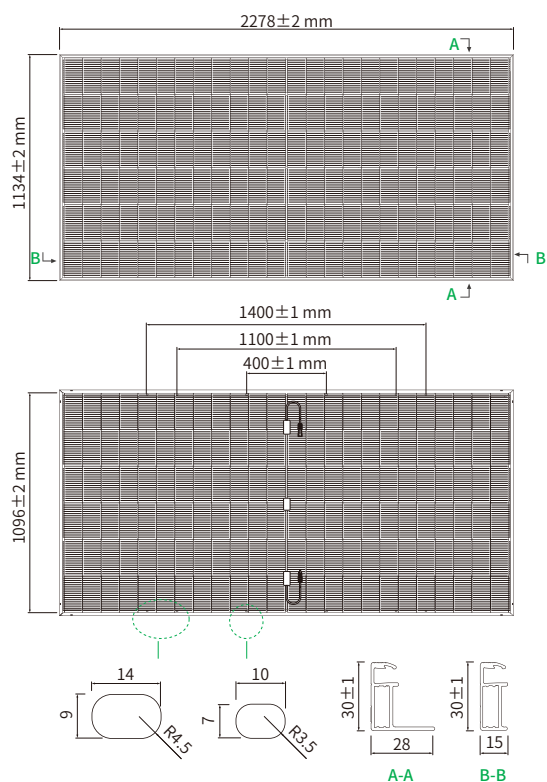 2278±2 mm
A
1134±2 mm
B
B
A
1400±1 mm
1100±1 mm
400±1 mm
1096±2 mm
14
9
R4.5
10
7
R3.5
30±1
28
A-A
30±1
15
B-B